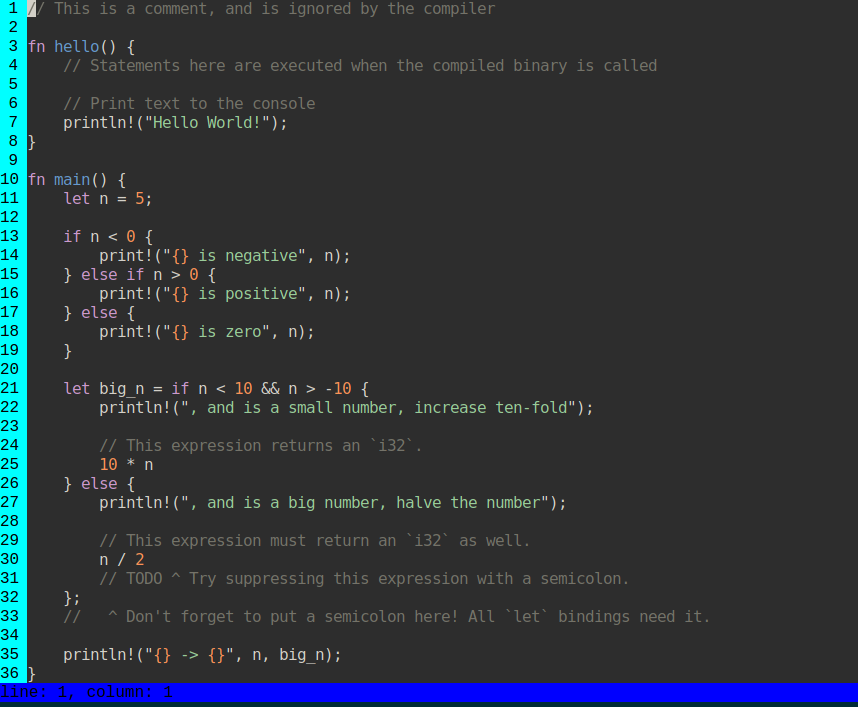 1 // This is a comment, and is ignored by the compiler
2
3 fn hello() {
4     // Statements here are executed when the compiled binary is called
5
6     // Print text to the console
7     println!("Hello World!");
8 }
9
10 fn main() {
11     let n = 5;
12
13     if n < 0 {
14         print!("{} is negative", n);
15     } else if n > 0 {
16         print!("{} is positive", n);
17     } else {
18         print!("{} is zero", n);
19     }
20
21     let big_n = if n < 10 && n > -10 {
22         println!(", and is a small number, increase ten-fold");
23
24         // This expression returns an `i32`.
25         10 * n
26     } else {
27         println!(", and is a big number, halve the number");
28
29         // This expression must return an `i32` as well.
30         n / 2
31         // TODO ^ Try suppressing this expression with a semicolon.
32     };
33     //   ^ Don't forget to put a semicolon here! All `let` bindings need it.
34
35     println!("{} -> {}", n, big_n);
36 }
line: 1, column: 1